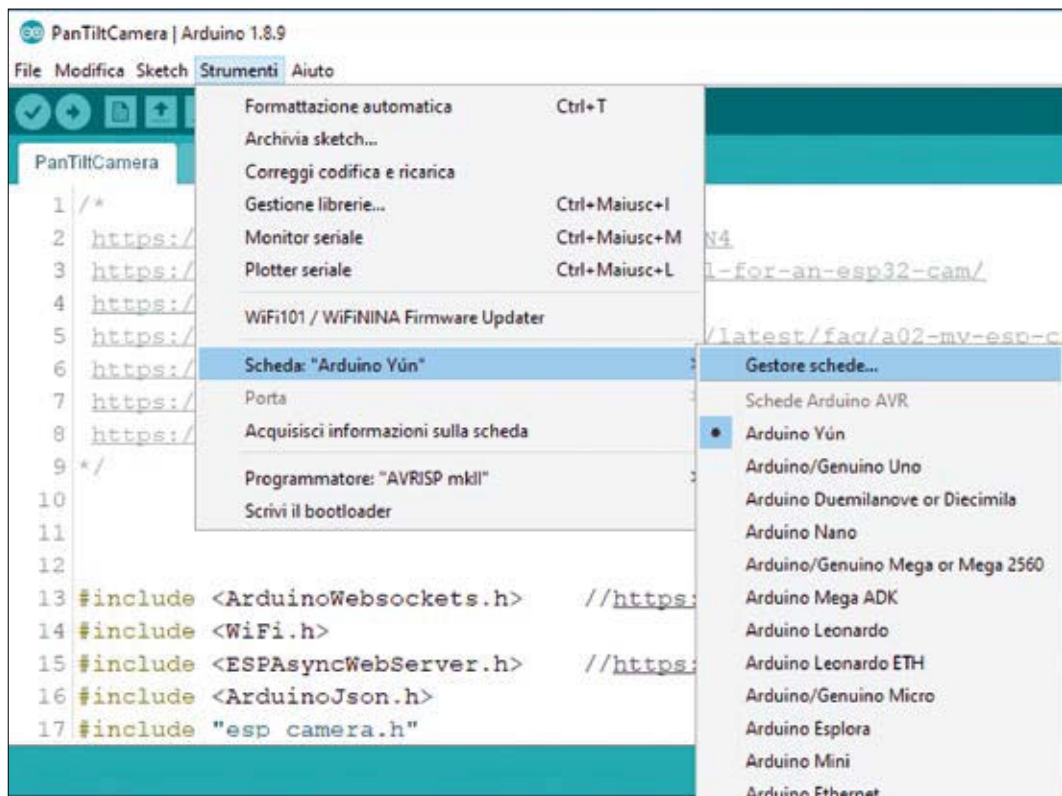 PanTiltCamera | Arduino 1.8.9
File Modifica Sketch Strumenti Aiuto
Formattazione automatica Ctrl+T
Archivia sketch...
Correggi codifica e ricarica
Gestione librerie... Ctrl+Maiusc+I
Monitor seriale Ctrl+Maiusc+M
Plotter seriale Ctrl+Maiusc+L
WiFi101 / WiFiNINA Firmware Updater
Scheda: "Arduino Yún"
Porta
Acquisisci informazioni sulla scheda
Programmatore: "AVRISP mkII"
Scrivi il bootloader
Gestore schede...
Schede Arduino AVR
Arduino Yún
Arduino/Genuino Uno
Arduino Duemilanove or Diecimila
Arduino Nano
Arduino/Genuino Mega or Mega 2560
Arduino Mega ADK
Arduino Leonardo
Arduino Leonardo ETH
Arduino/Genuino Micro
Arduino Esplora
Arduino Mini
Arduino Ethernet
PanTiltCamera
1 /*
2 https:/ N4
3 https:/ l-for-an-esp32-cam/
4 https:/
5 https:/ /latest/faq/a02-my-esp-c
6 https:/
7 https:/
8 https:/
9 */
10
11
12
13 #include <ArduinoWebsockets.h> //https:
14 #include <WiFi.h>
15 #include <ESPAsyncWebServer.h> //https:
16 #include <ArduinoJson.h>
17 #include "esp_camera.h"